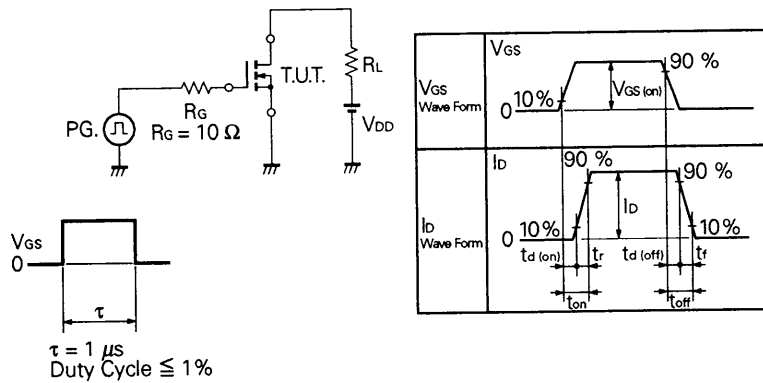 T.U.T.
RL
RG
RG = 10 Ω
PG.
VDD
VGS
0
τ
τ = 1 μs
Duty Cycle ≦ 1%
VGS
Wave Form
VGS
90 %
10%
VGS (on)
0
ID
Wave Form
ID
90 %
90 %
ID
10%
10%
0
td (on)
tr
td (off)
tf
ton
toff